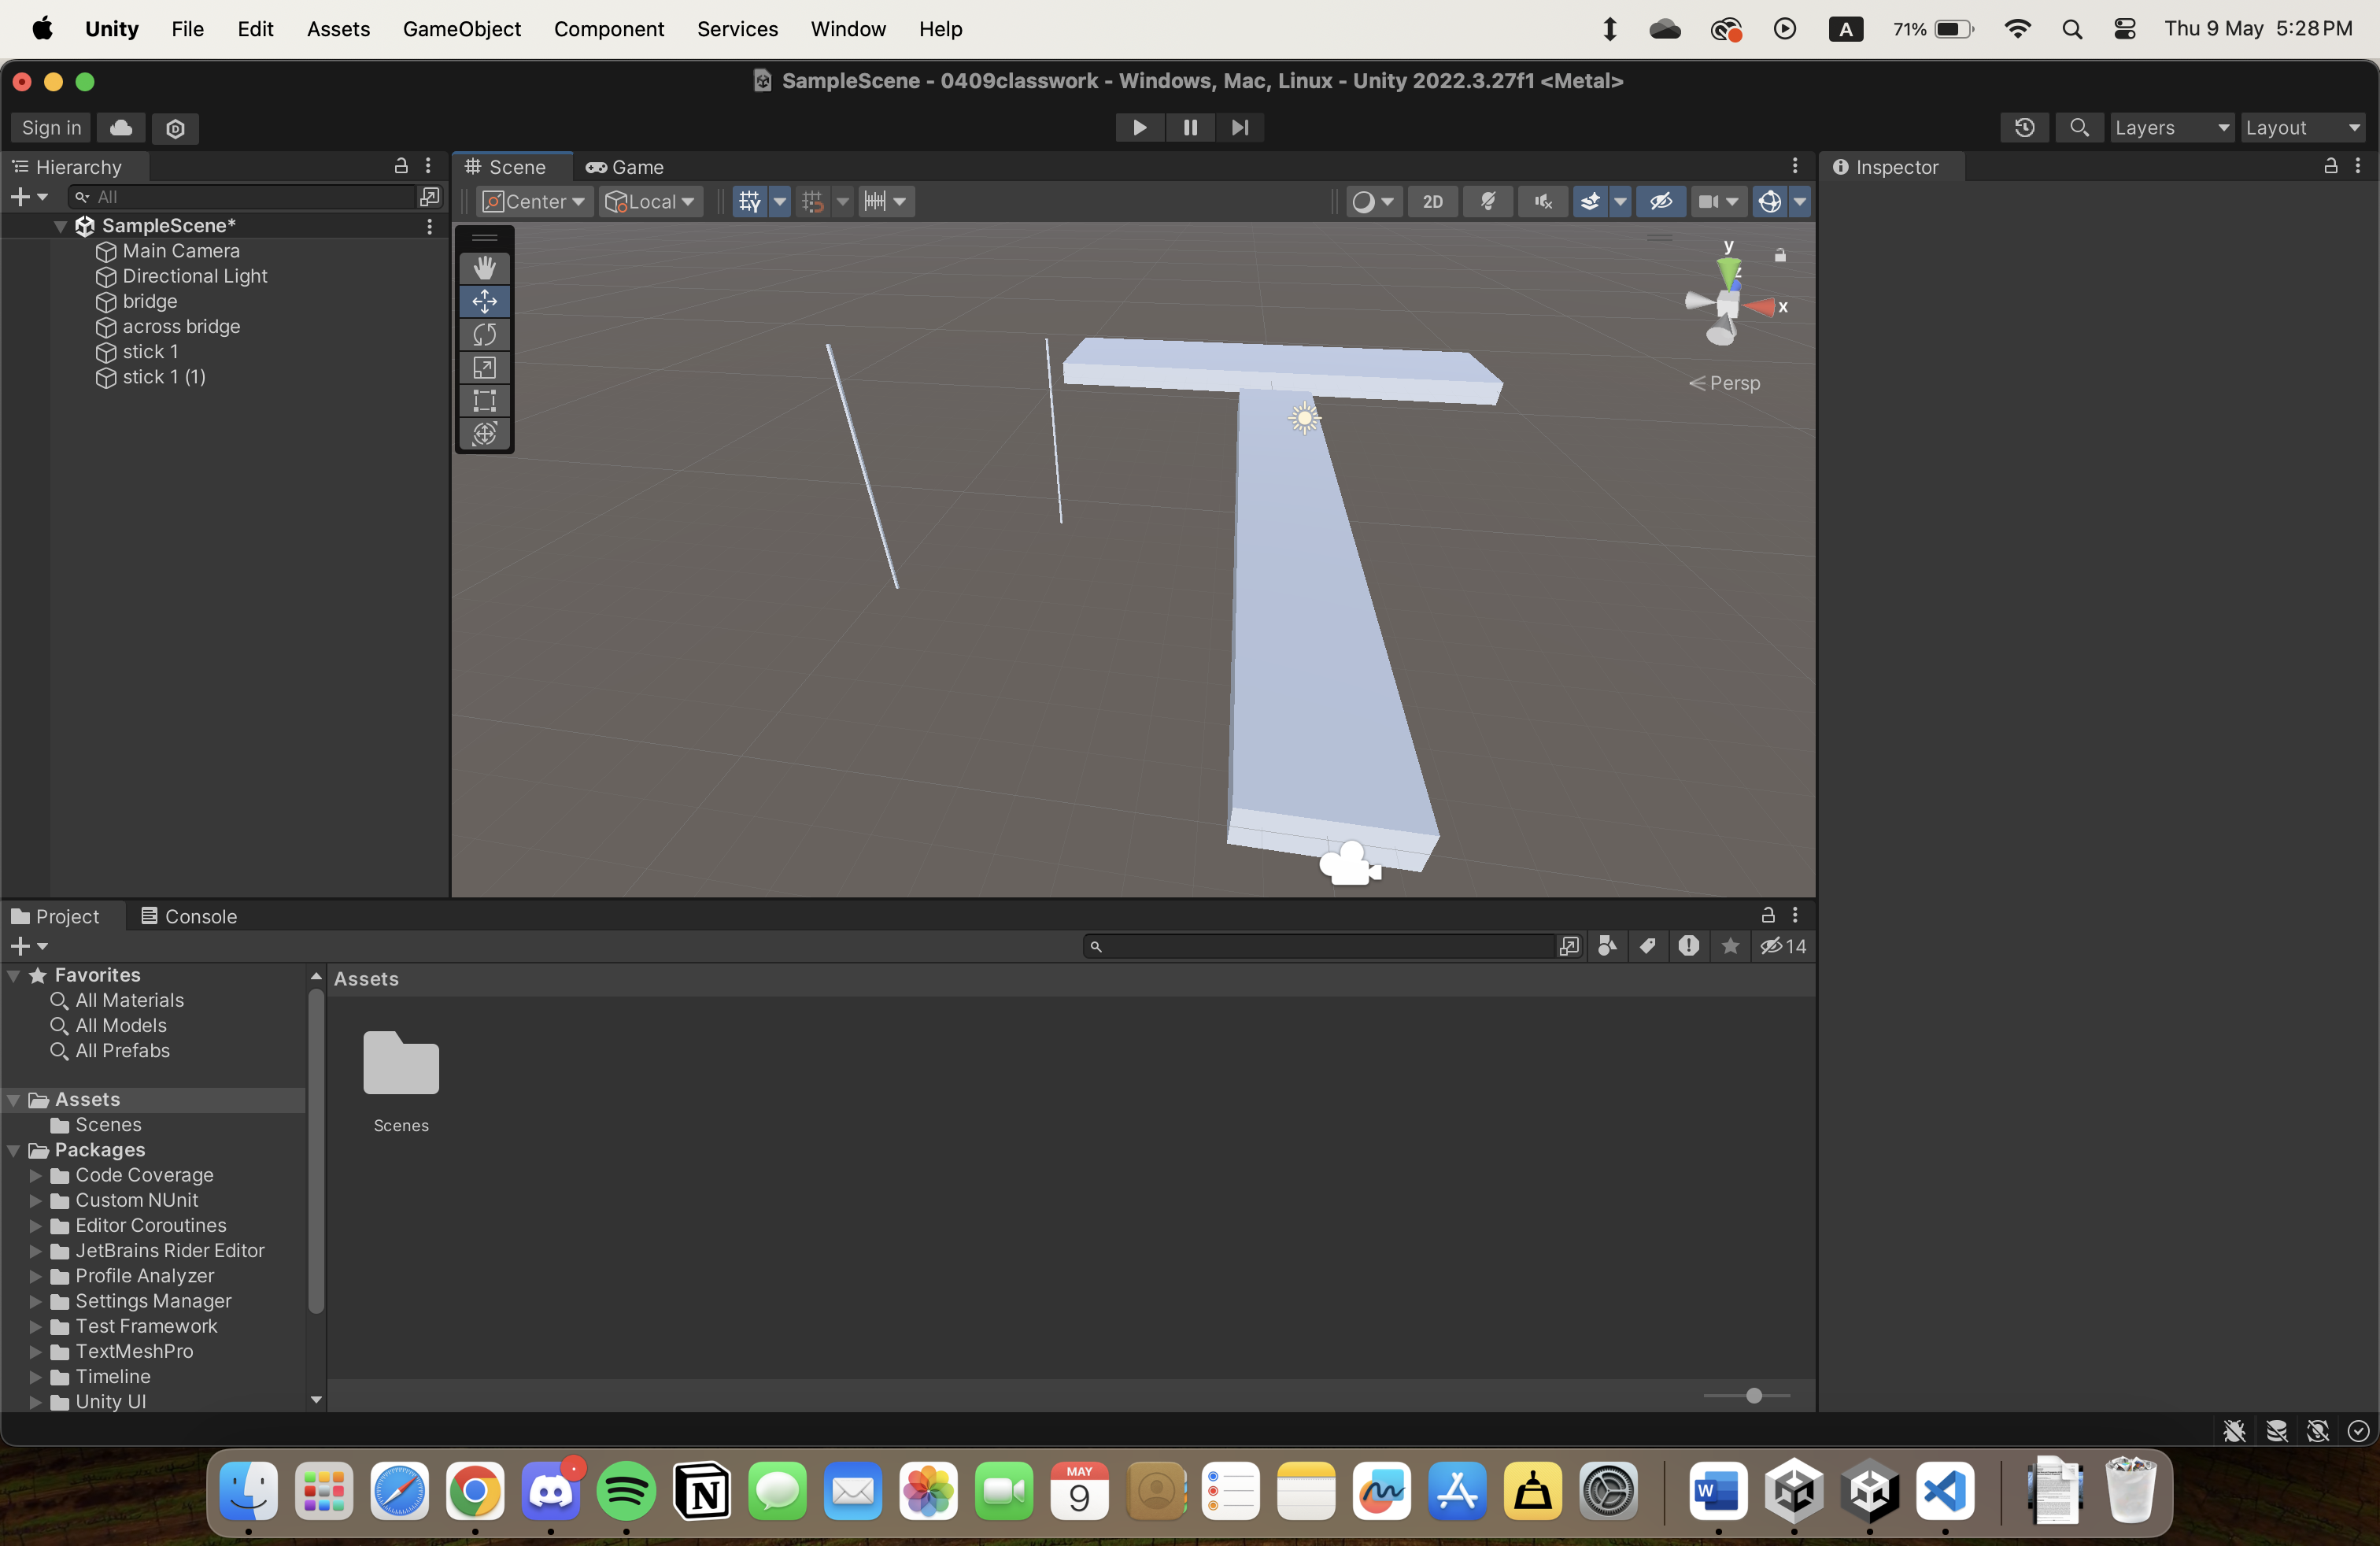 Unity File Edit Assets GameObject Component Services Window Help A 71% Thu 9 May 5:28 PM
SampleScene - 0409classwork - Windows, Mac, Linux - Unity 2022.3.27f1 <Metal>
Sign in Layers Layout
Hierarchy
All
SampleScene*
Main Camera
Directional Light
bridge
across bridge
stick 1
stick 1 (1)
Scene Game
Center Local 2D
y
z
x
Persp
Inspector
Project Console
14
Favorites
All Materials
All Models
All Prefabs
Assets
Scenes
Packages
Code Coverage
Custom NUnit
Editor Coroutines
JetBrains Rider Editor
Profile Analyzer
Settings Manager
Test Framework
TextMeshPro
Timeline
Unity UI
Assets
Scenes
MAY
9
W